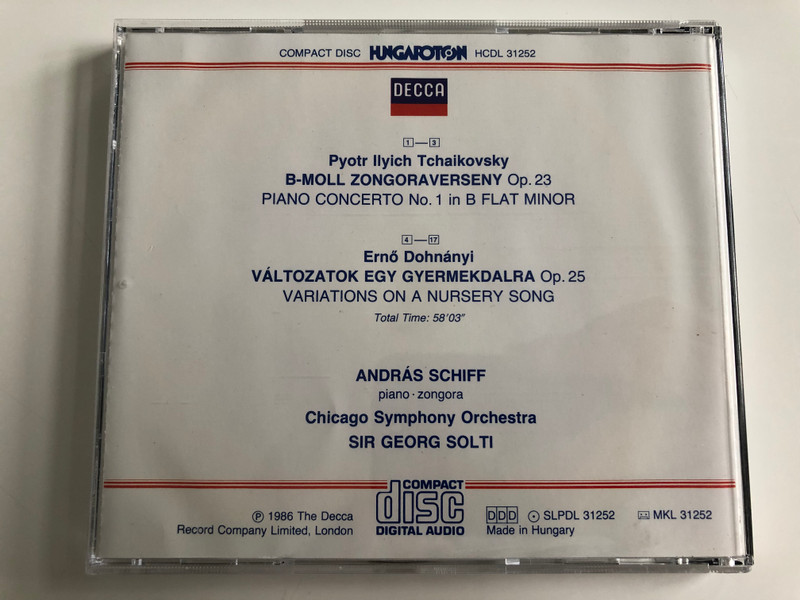 COMPACT DISC HUNGAROTON HCDL 31252
DECCA
1—3
Pyotr Ilyich Tchaikovsky
B-MOLL ZONGORAVERSENY Op. 23
PIANO CONCERTO No. 1 in B FLAT MINOR
4—17
Ernő Dohnányi
VÁLTOZATOK EGY GYERMEKDALRA Op. 25
VARIATIONS ON A NURSERY SONG
Total Time: 58'03"
ANDRÁS SCHIFF
piano · zongora
Chicago Symphony Orchestra
SIR GEORG SOLTI
℗ 1986 The Decca
Record Company Limited, London
COMPACT
disc
DIGITAL AUDIO
DDD SLPDL 31252 MKL 31252
Made in Hungary